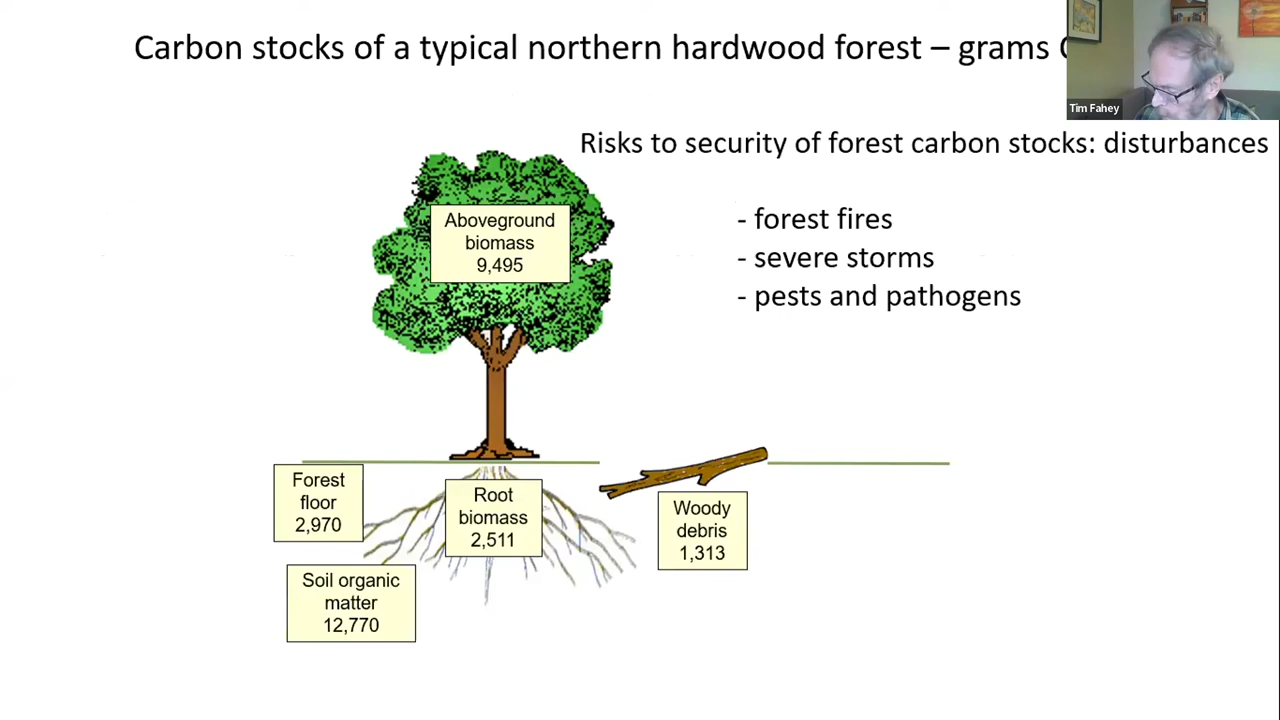 Carbon stocks of a typical northern hardwood forest – grams
Tim Fahey
Risks to security of forest carbon stocks: disturbances
- forest fires
- severe storms
- pests and pathogens
Aboveground
biomass
9,495
Forest
floor
2,970
Root
biomass
2,511
Woody
debris
1,313
Soil organic
matter
12,770